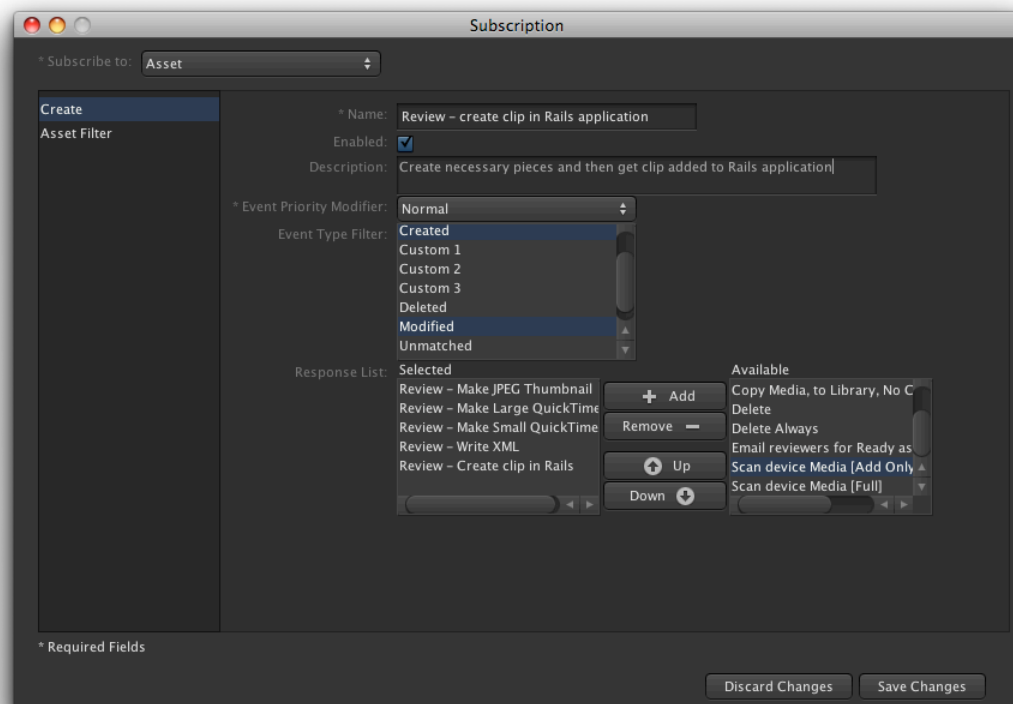 Subscription
* Subscribe to: Asset
Create
Asset Filter
* Name: Review – create clip in Rails application
Enabled:
Description: Create necessary pieces and then get clip added to Rails application
* Event Priority Modifier: Normal
Event Type Filter: Created
Custom 1
Custom 2
Custom 3
Deleted
Modified
Unmatched
Response List: Selected
Review – Make JPEG Thumbnail
Review – Make Large QuickTime
Review – Make Small QuickTime
Review – Write XML
Review – Create clip in Rails
Add
Remove
Up
Down
Available
Copy Media, to Library, No C
Delete
Delete Always
Email reviewers for Ready as
Scan device Media [Add Only
Scan device Media [Full]
* Required Fields
Discard Changes
Save Changes